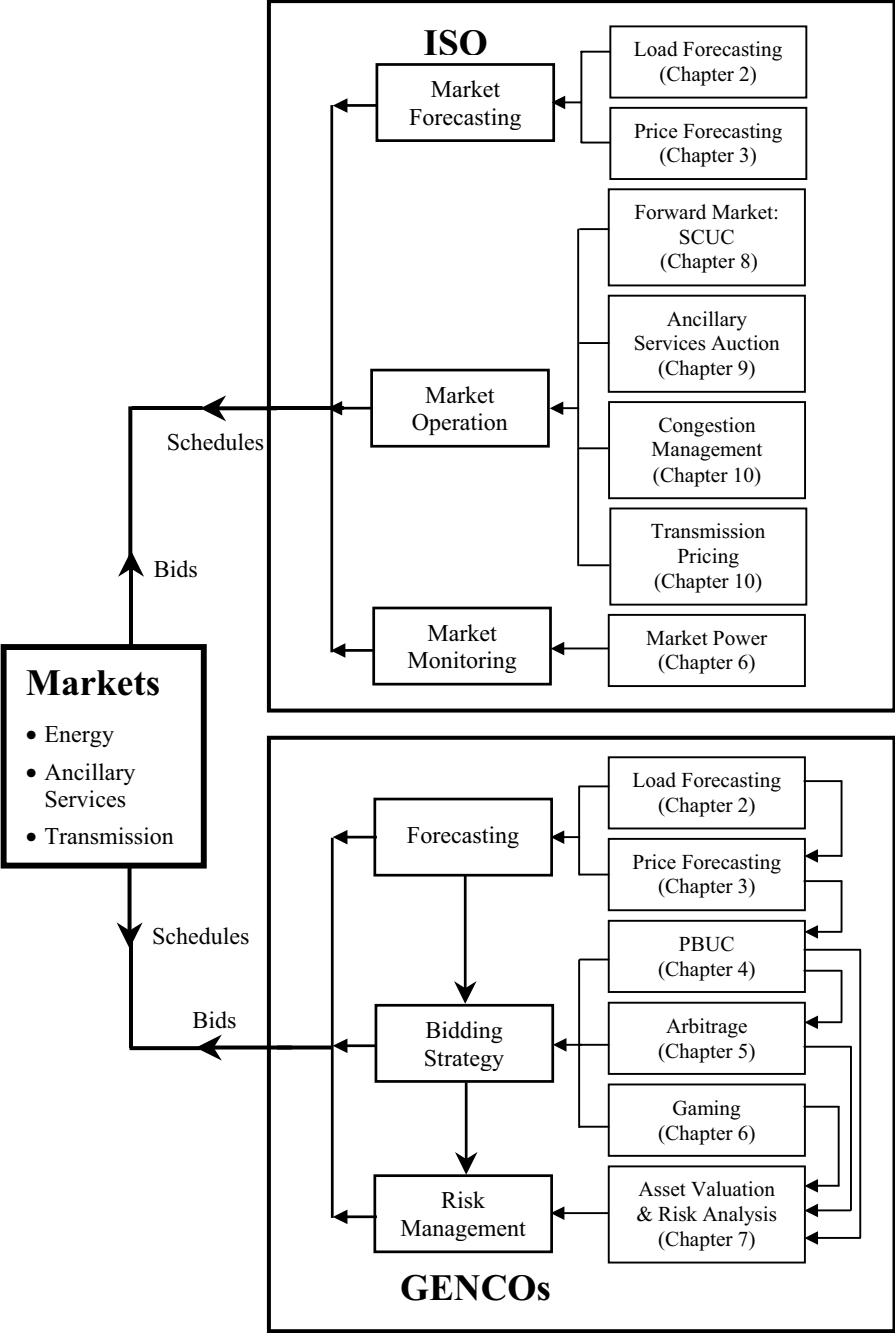 ISO
Market
Forecasting
Load Forecasting
(Chapter 2)
Price Forecasting
(Chapter 3)
Forward Market:
SCUC
(Chapter 8)
Ancillary
Services Auction
(Chapter 9)
Market
Operation
Congestion
Management
(Chapter 10)
Transmission
Pricing
(Chapter 10)
Market
Monitoring
Market Power
(Chapter 6)
Schedules
Bids
Markets
• Energy
• Ancillary
Services
• Transmission
Schedules
Bids
Forecasting
Load Forecasting
(Chapter 2)
Price Forecasting
(Chapter 3)
Bidding
Strategy
PBUC
(Chapter 4)
Arbitrage
(Chapter 5)
Gaming
(Chapter 6)
Risk
Management
Asset Valuation
& Risk Analysis
(Chapter 7)
GENCOs